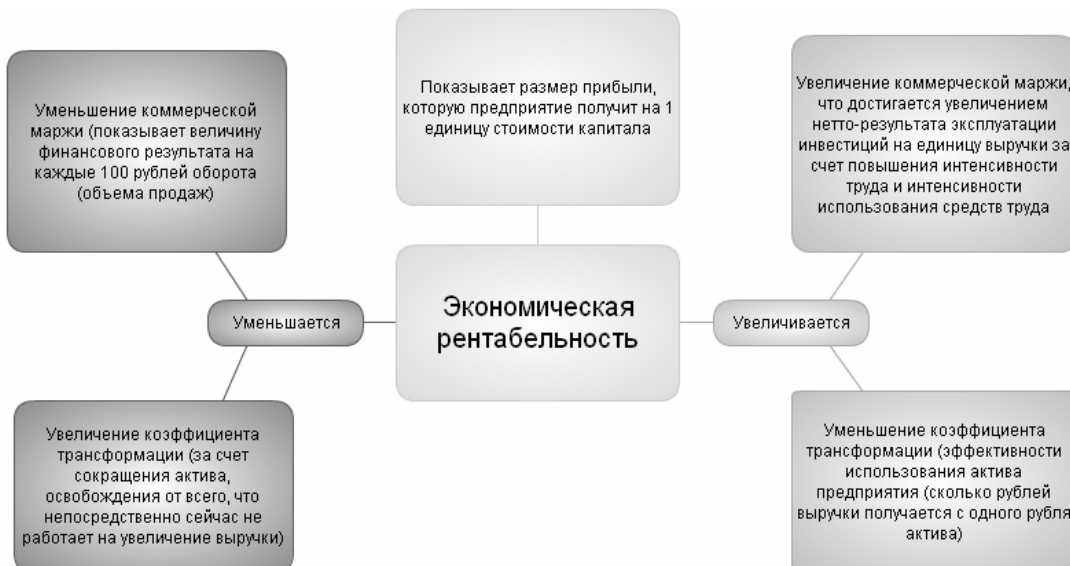 Уменьшение коммерческой
маржи (показывает величину
финансового результата на
каждые 100 рублей оборота
(объема продаж)
Показывает размер прибыли,
которую предприятие получит на 1
единицу стоимости капитала
Увеличение коммерческой маржи,
что достигается увеличением
нетто-результата эксплуатации
инвестиций на единицу выручки за
счет повышения интенсивности
труда и интенсивности
использования средств труда
Уменьшается
Экономическая
рентабельность
Увеличивается
Увеличение коэффициента
трансформации (за счет
сокращения актива,
освобождения от всего, что
непосредственно сейчас не
работает на увеличение выручки)
Уменьшение коэффициента
трансформации (эффективности
использования актива
предприятия (сколько рублей
выручки получается с одного рубля
актива)